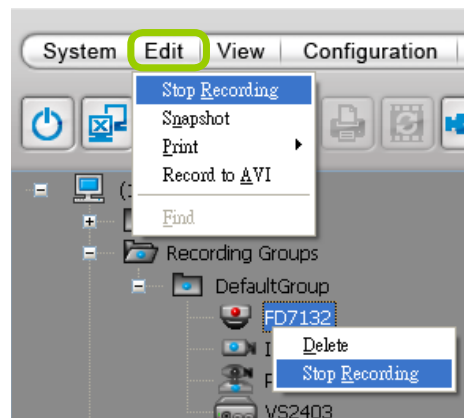 System Edit View Configuration
Stop Recording
Snapshot
Print
Record to AVI
Find
Recording Groups
DefaultGroup
FD7132
Delete
Stop Recording
VS2403